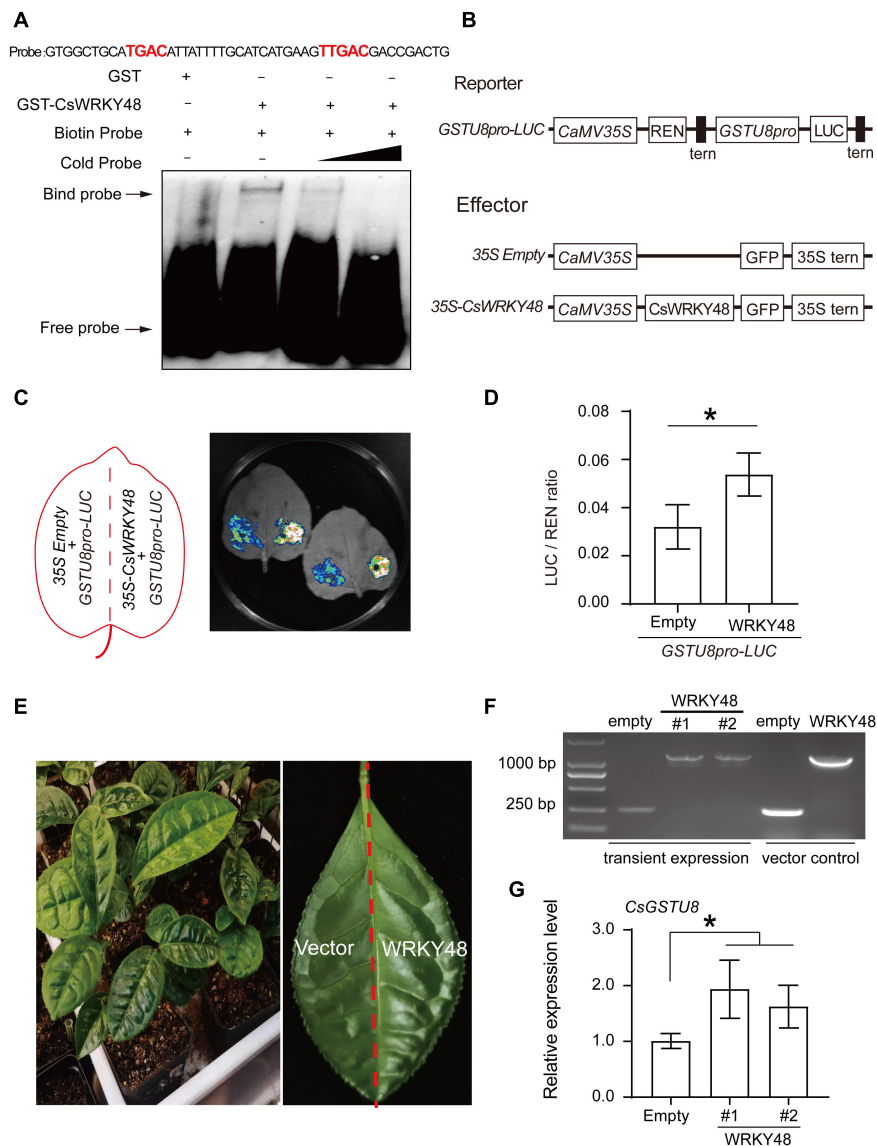 A
Probe:GTGGCTGCATGACATTATTTTGCATCATGAAGTTGACGACCGACTG
GST + – – –
GST-CsWRKY48 – + + +
Biotin Probe + + + +
Cold Probe – –
Bind probe
Free probe
B
Reporter
GSTU8pro-LUC CaMV35S REN GSTU8pro LUC
tern tern
Effector
35S Empty CaMV35S GFP 35S tern
35S-CsWRKY48 CaMV35S CsWRKY48 GFP 35S tern
C
35S Empty
+
GSTU8pro-LUC
35S-CsWRKY48
+
GSTU8pro-LUC
D
LUC / REN ratio
0.08
0.06
0.04
0.02
0.00
*
Empty WRKY48
GSTU8pro-LUC
E
Vector WRKY48
F
WRKY48
empty #1 #2 empty WRKY48
1000 bp
250 bp
transient expression vector control
G
CsGSTU8
Relative expression level
3.0
2.0
1.0
0.0
*
Empty #1 #2
WRKY48